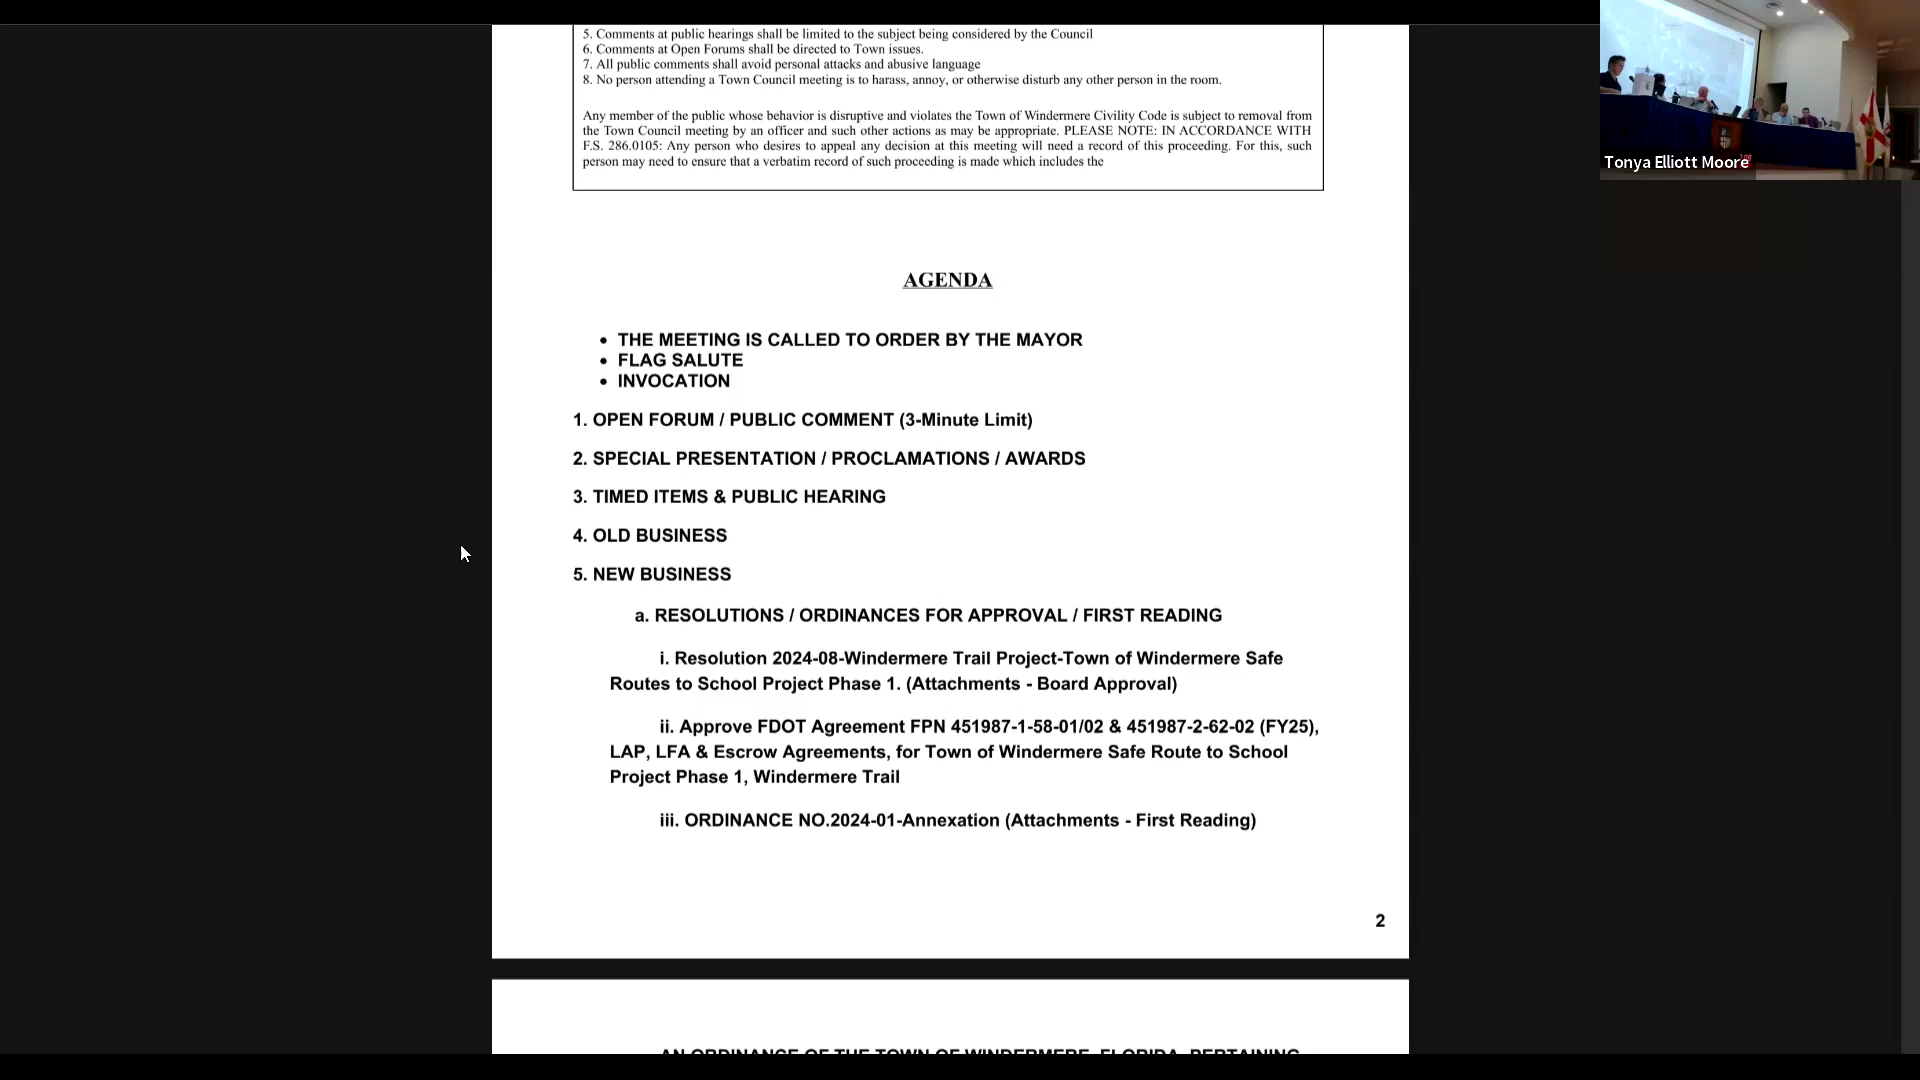 5. Comments at public hearings shall be limited to the subject being considered by the Council
6. Comments at Open Forums shall be directed to Town issues.
7. All public comments shall avoid personal attacks and abusive language
8. No person attending a Town Council meeting is to harass, annoy, or otherwise disturb any other person in the room.
Any member of the public whose behavior is disruptive and violates the Town of Windermere Civility Code is subject to removal from
the Town Council meeting by an officer and such other actions as may be appropriate. PLEASE NOTE: IN ACCORDANCE WITH
F.S. 286.0105: Any person who desires to appeal any decision at this meeting will need a record of this proceeding. For this, such
person may need to ensure that a verbatim record of such proceeding is made which includes the
Tonya Elliott Moore
AGENDA
• THE MEETING IS CALLED TO ORDER BY THE MAYOR
• FLAG SALUTE
• INVOCATION
1. OPEN FORUM / PUBLIC COMMENT (3-Minute Limit)
2. SPECIAL PRESENTATION / PROCLAMATIONS / AWARDS
3. TIMED ITEMS & PUBLIC HEARING
4. OLD BUSINESS
5. NEW BUSINESS
a. RESOLUTIONS / ORDINANCES FOR APPROVAL / FIRST READING
i. Resolution 2024-08-Windermere Trail Project-Town of Windermere Safe
Routes to School Project Phase 1. (Attachments - Board Approval)
ii. Approve FDOT Agreement FPN 451987-1-58-01/02 & 451987-2-62-02 (FY25),
LAP, LFA & Escrow Agreements, for Town of Windermere Safe Route to School
Project Phase 1, Windermere Trail
iii. ORDINANCE NO.2024-01-Annexation (Attachments - First Reading)
2
AN ORDINANCE OF THE TOWN OF WINDERMERE, FLORIDA, PERTAINING